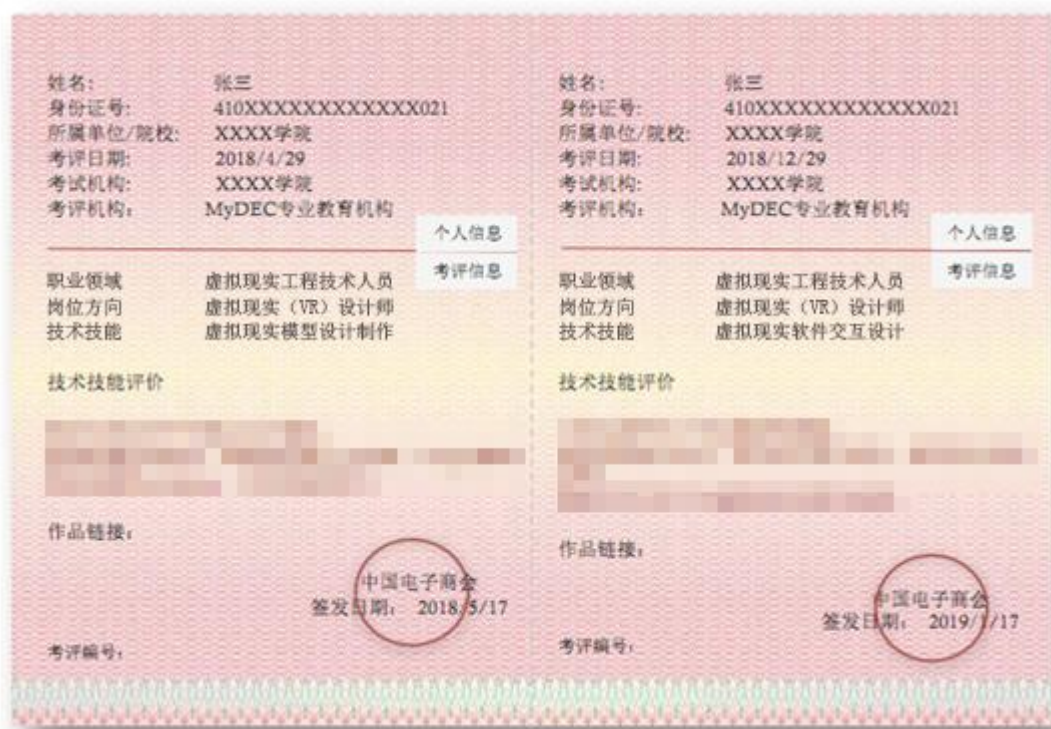 姓名: 张三
身份证号: 410XXXXXXXXXXXX021
所属单位/院校: XXXX学院
考评日期: 2018/4/29
考试机构: XXXX学院
考评机构: MyDEC专业教育机构
个人信息
考评信息
职业领域 虚拟现实工程技术人员
岗位方向 虚拟现实（VR）设计师
技术技能 虚拟现实模型设计制作
技术技能评价
作品链接:
中国电子商会
签发日期: 2018/5/17
考评编号:
姓名: 张三
身份证号: 410XXXXXXXXXXXX021
所属单位/院校: XXXX学院
考评日期: 2018/12/29
考试机构: XXXX学院
考评机构: MyDEC专业教育机构
个人信息
考评信息
职业领域 虚拟现实工程技术人员
岗位方向 虚拟现实（VR）设计师
技术技能 虚拟现实软件交互设计
技术技能评价
作品链接:
中国电子商会
签发日期: 2019/1/17
考评编号: